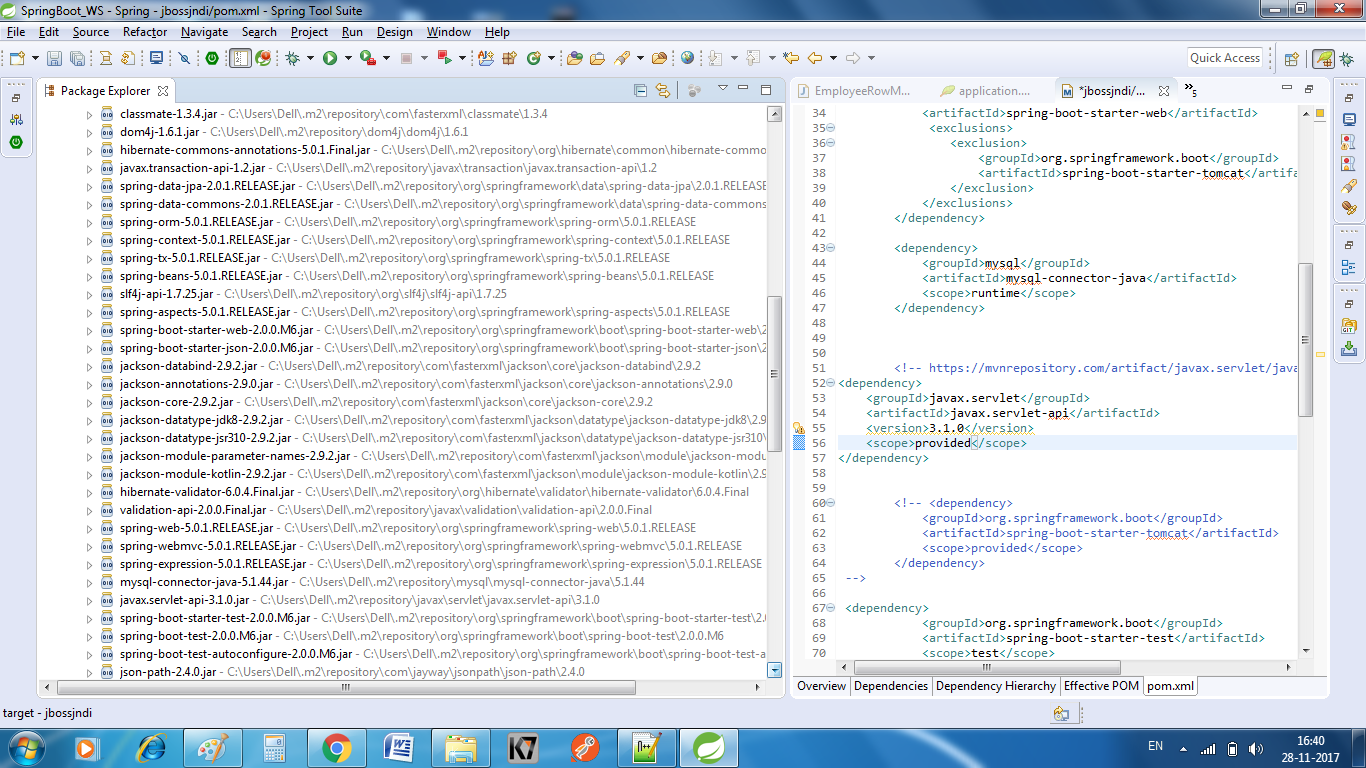 SpringBoot_WS - Spring - jbossjndi/pom.xml - Spring Tool Suite
File Edit Source Refactor Navigate Search Project Run Design Window Help
Quick Access
Package Explorer
classmate-1.3.4.jar - C:\Users\Dell\.m2\repository\com\fasterxml\classmate\1.3.4
dom4j-1.6.1.jar - C:\Users\Dell\.m2\repository\dom4j\dom4j\1.6.1
hibernate-commons-annotations-5.0.1.Final.jar - C:\Users\Dell\.m2\repository\org\hibernate\common\hibernate-commo
javax.transaction-api-1.2.jar - C:\Users\Dell\.m2\repository\javax\transaction\javax.transaction-api\1.2
spring-data-jpa-2.0.1.RELEASE.jar - C:\Users\Dell\.m2\repository\org\springframework\data\spring-data-jpa\2.0.1.RELEASE
spring-data-commons-2.0.1.RELEASE.jar - C:\Users\Dell\.m2\repository\org\springframework\data\spring-data-commons
spring-orm-5.0.1.RELEASE.jar - C:\Users\Dell\.m2\repository\org\springframework\spring-orm\5.0.1.RELEASE
spring-context-5.0.1.RELEASE.jar - C:\Users\Dell\.m2\repository\org\springframework\spring-context\5.0.1.RELEASE
spring-tx-5.0.1.RELEASE.jar - C:\Users\Dell\.m2\repository\org\springframework\spring-tx\5.0.1.RELEASE
spring-beans-5.0.1.RELEASE.jar - C:\Users\Dell\.m2\repository\org\springframework\spring-beans\5.0.1.RELEASE
slf4j-api-1.7.25.jar - C:\Users\Dell\.m2\repository\org\slf4j\slf4j-api\1.7.25
spring-aspects-5.0.1.RELEASE.jar - C:\Users\Dell\.m2\repository\org\springframework\spring-aspects\5.0.1.RELEASE
spring-boot-starter-web-2.0.0.M6.jar - C:\Users\Dell\.m2\repository\org\springframework\boot\spring-boot-starter-web\2
spring-boot-starter-json-2.0.0.M6.jar - C:\Users\Dell\.m2\repository\org\springframework\boot\spring-boot-starter-json\2
jackson-databind-2.9.2.jar - C:\Users\Dell\.m2\repository\com\fasterxml\jackson\core\jackson-databind\2.9.2
jackson-annotations-2.9.0.jar - C:\Users\Dell\.m2\repository\com\fasterxml\jackson\core\jackson-annotations\2.9.0
jackson-core-2.9.2.jar - C:\Users\Dell\.m2\repository\com\fasterxml\jackson\core\jackson-core\2.9.2
jackson-datatype-jdk8-2.9.2.jar - C:\Users\Dell\.m2\repository\com\fasterxml\jackson\datatype\jackson-datatype-jdk8\2.9
jackson-datatype-jsr310-2.9.2.jar - C:\Users\Dell\.m2\repository\com\fasterxml\jackson\datatype\jackson-datatype-jsr310\
jackson-module-parameter-names-2.9.2.jar - C:\Users\Dell\.m2\repository\com\fasterxml\jackson\module\jackson-modul
jackson-module-kotlin-2.9.2.jar - C:\Users\Dell\.m2\repository\com\fasterxml\jackson\module\jackson-module-kotlin\2.9
hibernate-validator-6.0.4.Final.jar - C:\Users\Dell\.m2\repository\org\hibernate\validator\hibernate-validator\6.0.4.Final
validation-api-2.0.0.Final.jar - C:\Users\Dell\.m2\repository\javax\validation\validation-api\2.0.0.Final
spring-web-5.0.1.RELEASE.jar - C:\Users\Dell\.m2\repository\org\springframework\spring-web\5.0.1.RELEASE
spring-webmvc-5.0.1.RELEASE.jar - C:\Users\Dell\.m2\repository\org\springframework\spring-webmvc\5.0.1.RELEASE
spring-expression-5.0.1.RELEASE.jar - C:\Users\Dell\.m2\repository\org\springframework\spring-expression\5.0.1.RELEASE
mysql-connector-java-5.1.44.jar - C:\Users\Dell\.m2\repository\mysql\mysql-connector-java\5.1.44
javax.servlet-api-3.1.0.jar - C:\Users\Dell\.m2\repository\javax\servlet\javax.servlet-api\3.1.0
spring-boot-starter-test-2.0.0.M6.jar - C:\Users\Dell\.m2\repository\org\springframework\boot\spring-boot-starter-test\2.0
spring-boot-test-2.0.0.M6.jar - C:\Users\Dell\.m2\repository\org\springframework\boot\spring-boot-test\2.0.0.M6
spring-boot-test-autoconfigure-2.0.0.M6.jar - C:\Users\Dell\.m2\repository\org\springframework\boot\spring-boot-test-a
json-path-2.4.0.jar - C:\Users\Dell\.m2\repository\com\jayway\jsonpath\json-path\2.4.0
EmployeeRowM... application.... *jbossjndi/... »5
34 <artifactId>spring-boot-starter-web</artifactId>
35 <exclusions>
36 <exclusion>
37 <groupId>org.springframework.boot</groupId>
38 <artifactId>spring-boot-starter-tomcat</artifa
39 </exclusion>
40 </exclusions>
41 </dependency>
42
43 <dependency>
44 <groupId>mysql</groupId>
45 <artifactId>mysql-connector-java</artifactId>
46 <scope>runtime</scope>
47 </dependency>
48
49
50
51 <!-- https://mvnrepository.com/artifact/javax.servlet/java
52 <dependency>
53 <groupId>javax.servlet</groupId>
54 <artifactId>javax.servlet-api</artifactId>
55 <version>3.1.0</version>
56 <scope>provided</scope>
57 </dependency>
58
59
60 <!-- <dependency>
61 <groupId>org.springframework.boot</groupId>
62 <artifactId>spring-boot-starter-tomcat</artifactId>
63 <scope>provided</scope>
64 </dependency>
65 -->
66
67 <dependency>
68 <groupId>org.springframework.boot</groupId>
69 <artifactId>spring-boot-starter-test</artifactId>
70 <scope>test</scope>
Overview Dependencies Dependency Hierarchy Effective POM pom.xml
target - jbossjndi
EN
16:40
28-11-2017